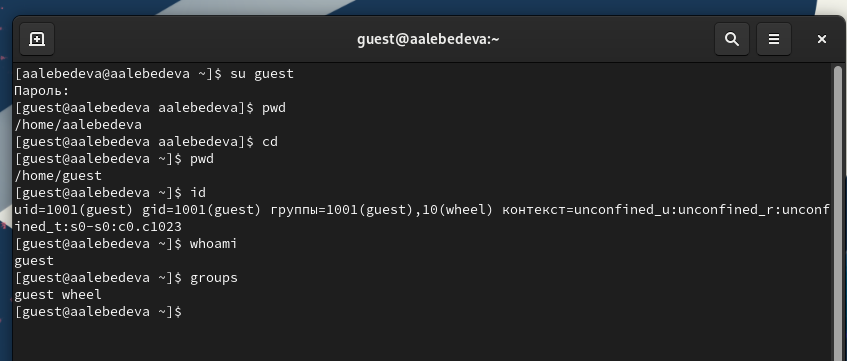 guest@aalebedeva:~
[aalebedeva@aalebedeva ~]$ su guest
Пароль:
[guest@aalebedeva aalebedeva]$ pwd
/home/aalebedeva
[guest@aalebedeva aalebedeva]$ cd
[guest@aalebedeva ~]$ pwd
/home/guest
[guest@aalebedeva ~]$ id
uid=1001(guest) gid=1001(guest) группы=1001(guest),10(wheel) контекст=unconfined_u:unconfined_r:unconf
ined_t:s0-s0:c0.c1023
[guest@aalebedeva ~]$ whoami
guest
[guest@aalebedeva ~]$ groups
guest wheel
[guest@aalebedeva ~]$